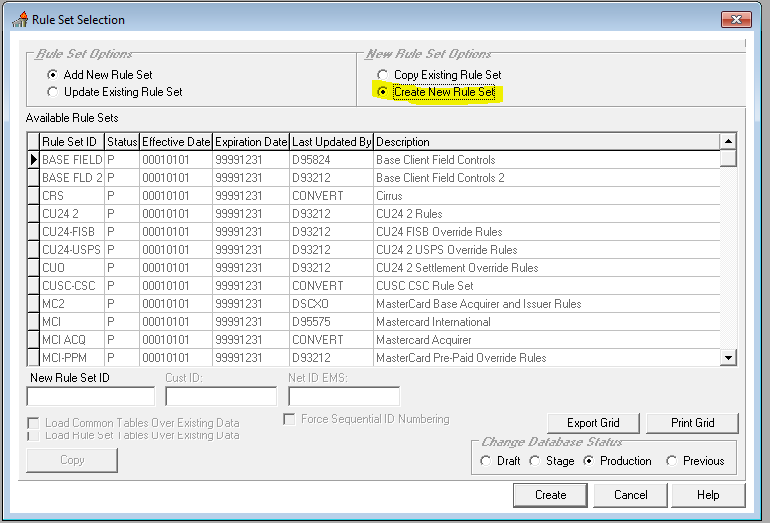 Rule Set Selection
Rule Set Options
New Rule Set Options
Add New Rule Set
Copy Existing Rule Set
Update Existing Rule Set
Create New Rule Set
Available Rule Sets
Rule Set ID Status Effective Date Expiration Date Last Updated By Description
BASE FIELD P 00010101 99991231 D95824 Base Client Field Controls
BASE FLD 2 P 00010101 99991231 D93212 Base Client Field Controls 2
CRS P 00010101 99991231 CONVERT Cirrus
CU24 2 P 00010101 99991231 D93212 CU24 2 Rules
CU24-FISB P 00010101 99991231 D93212 CU24 FISB Override Rules
CU24-USPS P 00010101 99991231 D93212 CU24 2 USPS Override Rules
CUO P 00010101 99991231 D93212 CU24 2 Settlement Override Rules
CUSC-CSC P 00010101 99991231 CONVERT CUSC CSC Rule Set
MC2 P 00010101 99991231 DSCXO MasterCard Base Acquirer and Issuer Rules
MCI P 00010101 99991231 D95575 Mastercard International
MCI ACQ P 00010101 99991231 CONVERT Mastercard Acquirer
MCI-PPM P 00010101 99991231 D93212 MasterCard Pre-Paid Override Rules
New Rule Set ID Cust ID: Net ID EMS:
Load Common Tables Over Existing Data
Force Sequential ID Numbering
Load Rule Set Tables Over Existing Data
Export Grid Print Grid
Change Database Status
Copy
Draft Stage Production Previous
Create Cancel Help